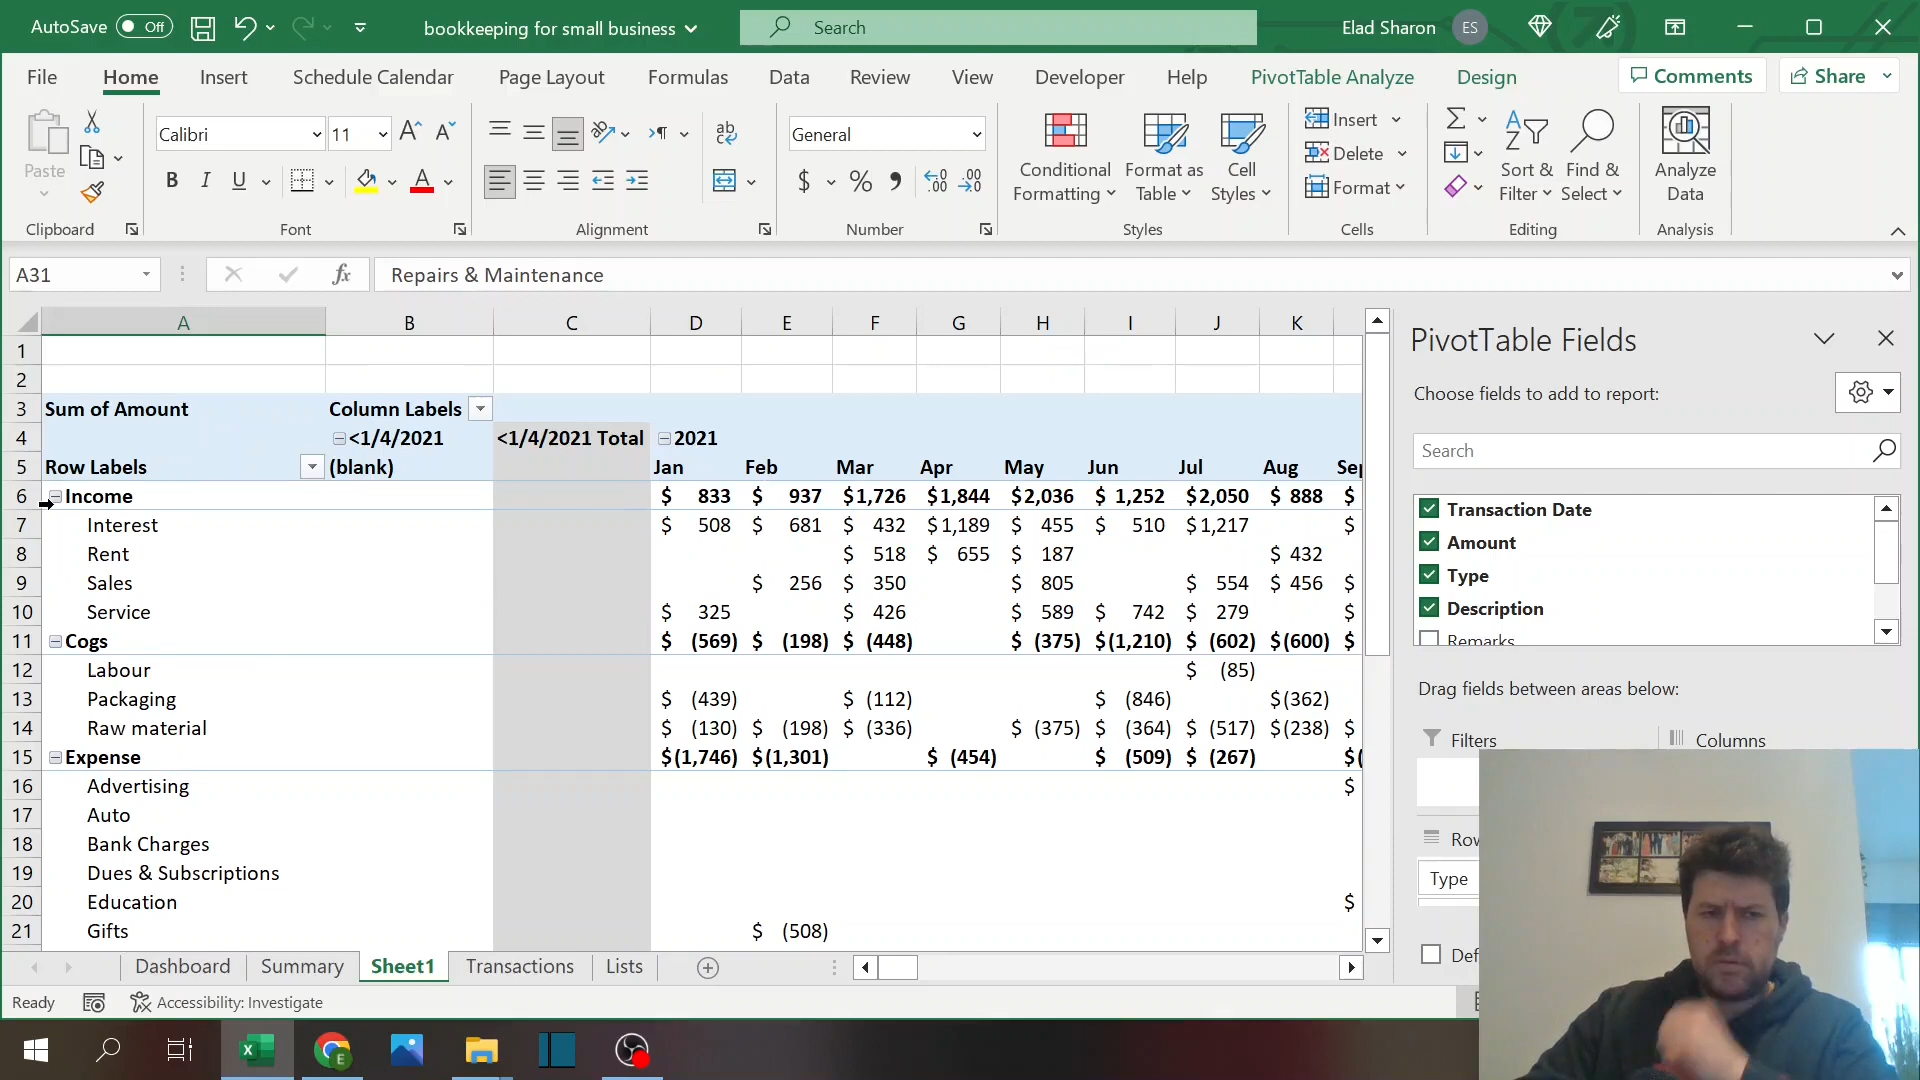 AutoSave Off bookkeeping for small business Search Elad Sharon ES
File Home Insert Schedule Calendar Page Layout Formulas Data Review View Developer Help PivotTable Analyze Design Comments Share
Paste Calibri 11 General Conditional Formatting Format as Table Cell Styles Insert Delete Format Sort & Filter Find & Select Analyze Data
Clipboard Font Alignment Number Styles Cells Editing Analysis
A31 fx Repairs & Maintenance
A B C D E F G H I J K
1
2
3 Sum of Amount Column Labels
4 <1/4/2021 <1/4/2021 Total 2021
5 Row Labels (blank) Jan Feb Mar Apr May Jun Jul Aug Sep
6 Income $ 833 $ 937 $1,726 $1,844 $2,036 $ 1,252 $2,050 $ 888 $
7 Interest $ 508 $ 681 $ 432 $1,189 $ 455 $ 510 $1,217 $
8 Rent $ 518 $ 655 $ 187 $ 432
9 Sales $ 256 $ 350 $ 805 $ 554 $ 456 $
10 Service $ 325 $ 426 $ 589 $ 742 $ 279 $
11 Cogs $ (569) $ (198) $ (448) $ (375) $(1,210) $ (602) $(600) $
12 Labour $ (85)
13 Packaging $ (439) $ (112) $ (846) $(362)
14 Raw material $ (130) $ (198) $ (336) $ (375) $ (364) $ (517) $(238) $
15 Expense $(1,746) $(1,301) $ (454) $ (509) $ (267) $(
16 Advertising $
17 Auto
18 Bank Charges
19 Dues & Subscriptions
20 Education $
21 Gifts $ (508)
PivotTable Fields
Choose fields to add to report:
Search
Transaction Date
Amount
Type
Description
Remarks
Drag fields between areas below:
Filters Columns
Row
Type
Def
Dashboard Summary Sheet1 Transactions Lists
Ready Accessibility: Investigate